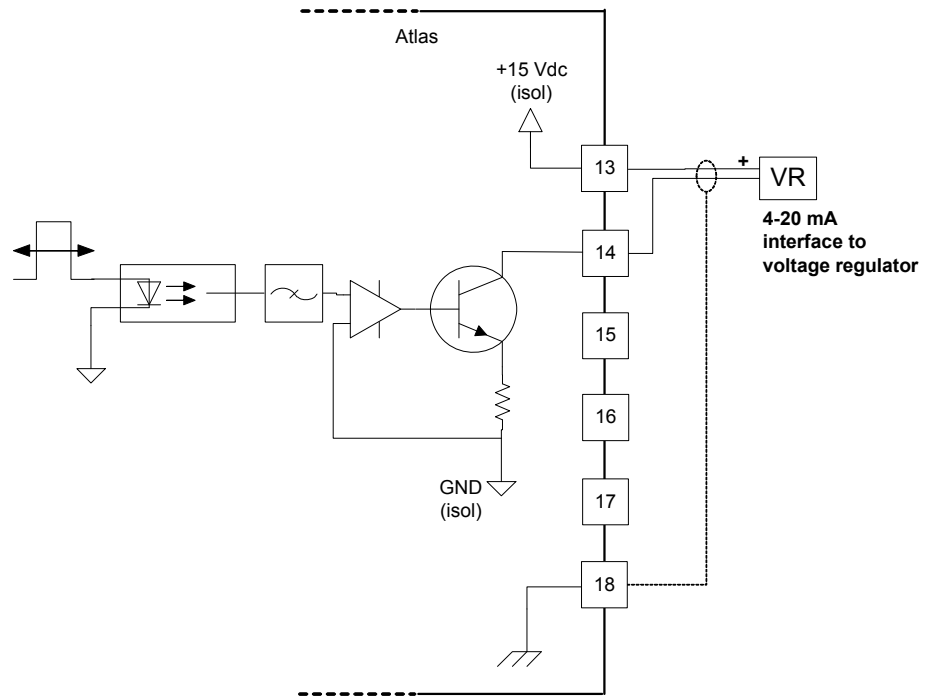 Atlas
+15 Vdc
(isol)
13
+
VR
4-20 mA
interface to
voltage regulator
14
15
16
17
GND
(isol)
18